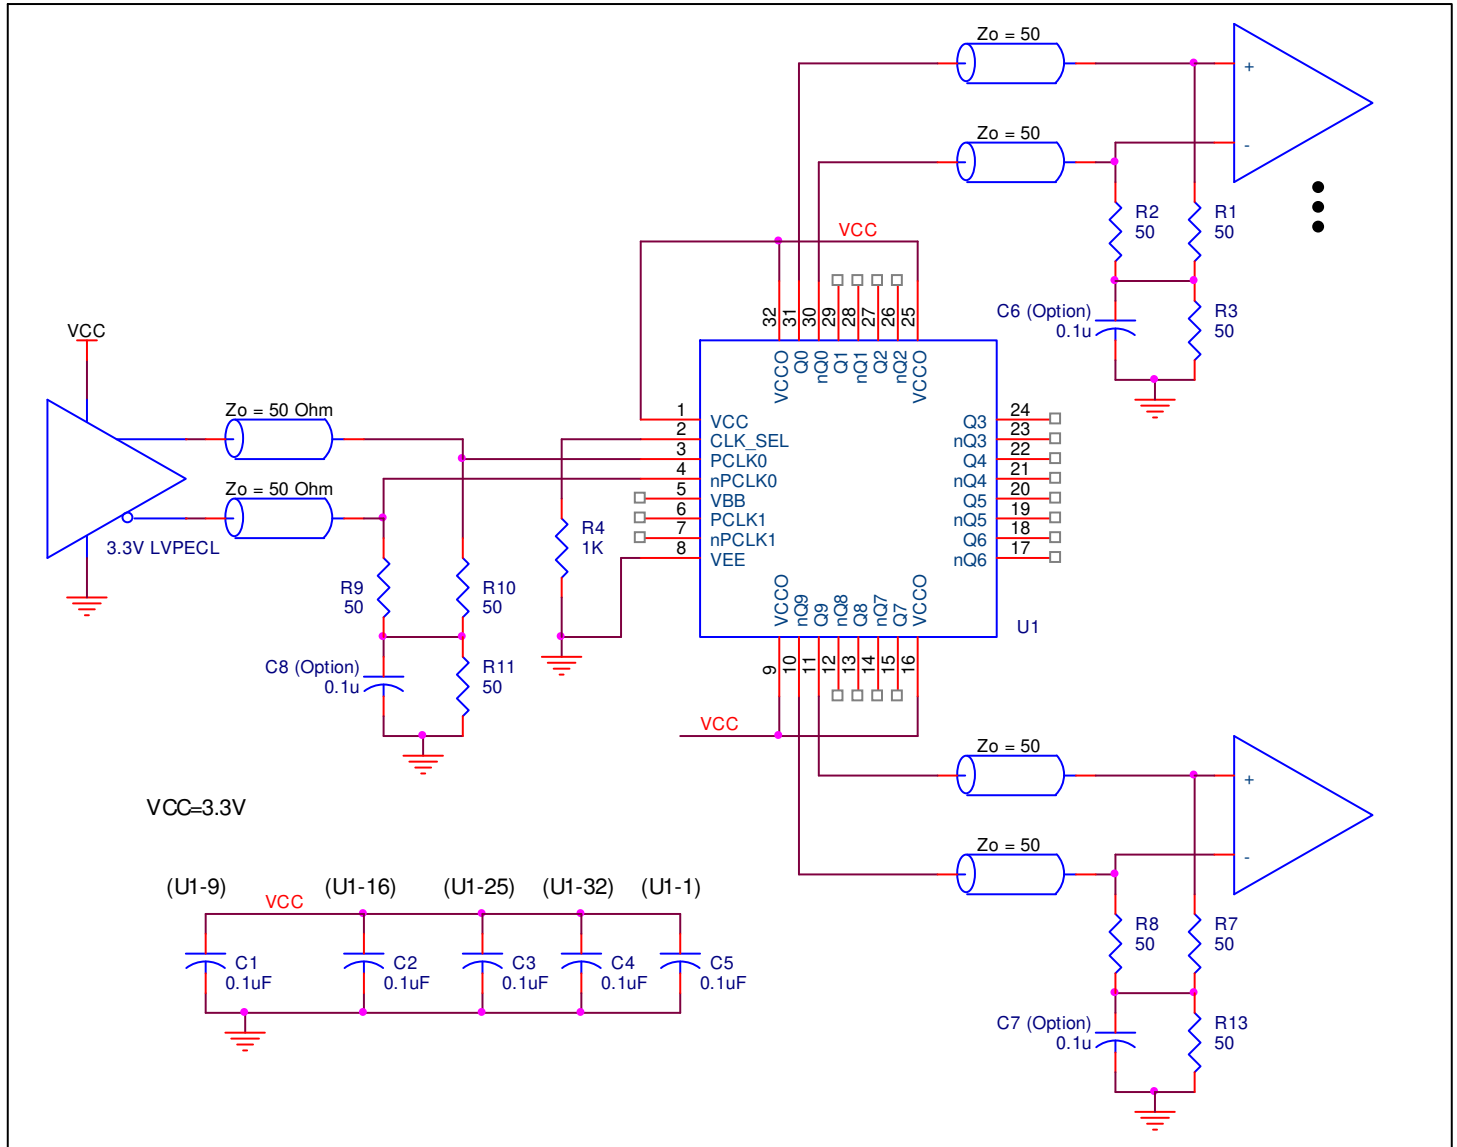 Zo = 50
+
Zo = 50
-
R2
50
R1
50
VCC
C6 (Option)
0.1u
R3
50
32
31
30
29
28
27
26
25
VCCO
Q0
nQ0
Q1
nQ1
Q2
nQ2
VCCO
VCC
Zo = 50 Ohm
Zo = 50 Ohm
3.3V LVPECL
1
2
3
4
5
6
7
8
VCC
CLK_SEL
PCLK0
nPCLK0
VBB
PCLK1
nPCLK1
VEE
Q3
nQ3
Q4
nQ4
Q5
nQ5
Q6
nQ6
24
23
22
21
20
19
18
17
R4
1K
R9
50
R10
50
VCCO
nQ9
Q9
nQ8
Q8
nQ7
Q7
VCCO
U1
9
10
11
12
13
14
15
16
C8 (Option)
0.1u
R11
50
VCC
Zo = 50
+
VCC=3.3V
Zo = 50
-
(U1-9)
(U1-16)
(U1-25)
(U1-32)
(U1-1)
VCC
C1
0.1uF
C2
0.1uF
C3
0.1uF
C4
0.1uF
C5
0.1uF
R8
50
R7
50
C7 (Option)
0.1u
R13
50